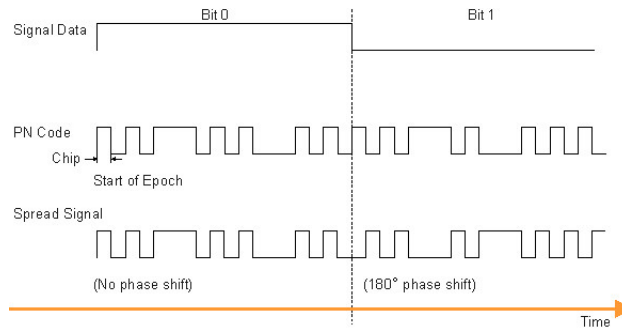 Bit 0
Bit 1
Signal Data
PN Code
Chip
Start of Epoch
Spread Signal
(No phase shift)
(180° phase shift)
Time